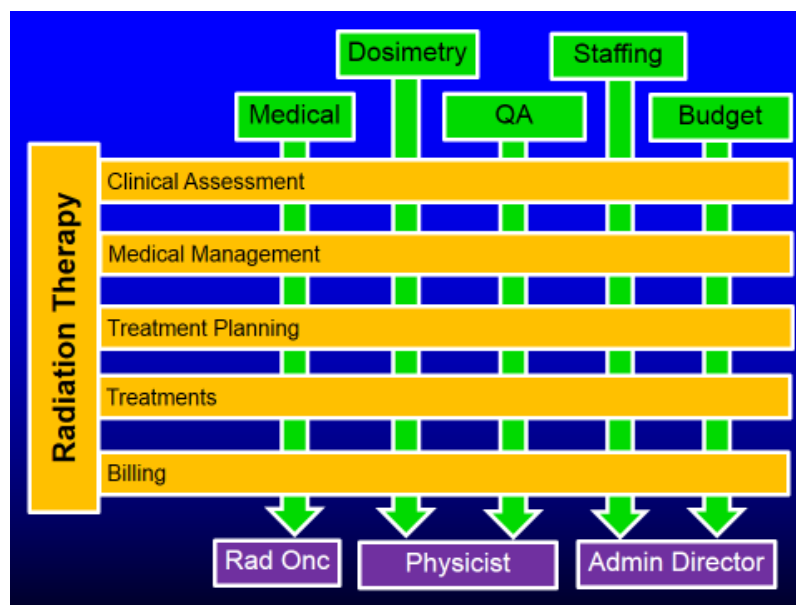 Dosimetry
Staffing
Medical
QA
Budget
Radiation Therapy
Clinical Assessment
Medical Management
Treatment Planning
Treatments
Billing
Rad Onc
Physicist
Admin Director